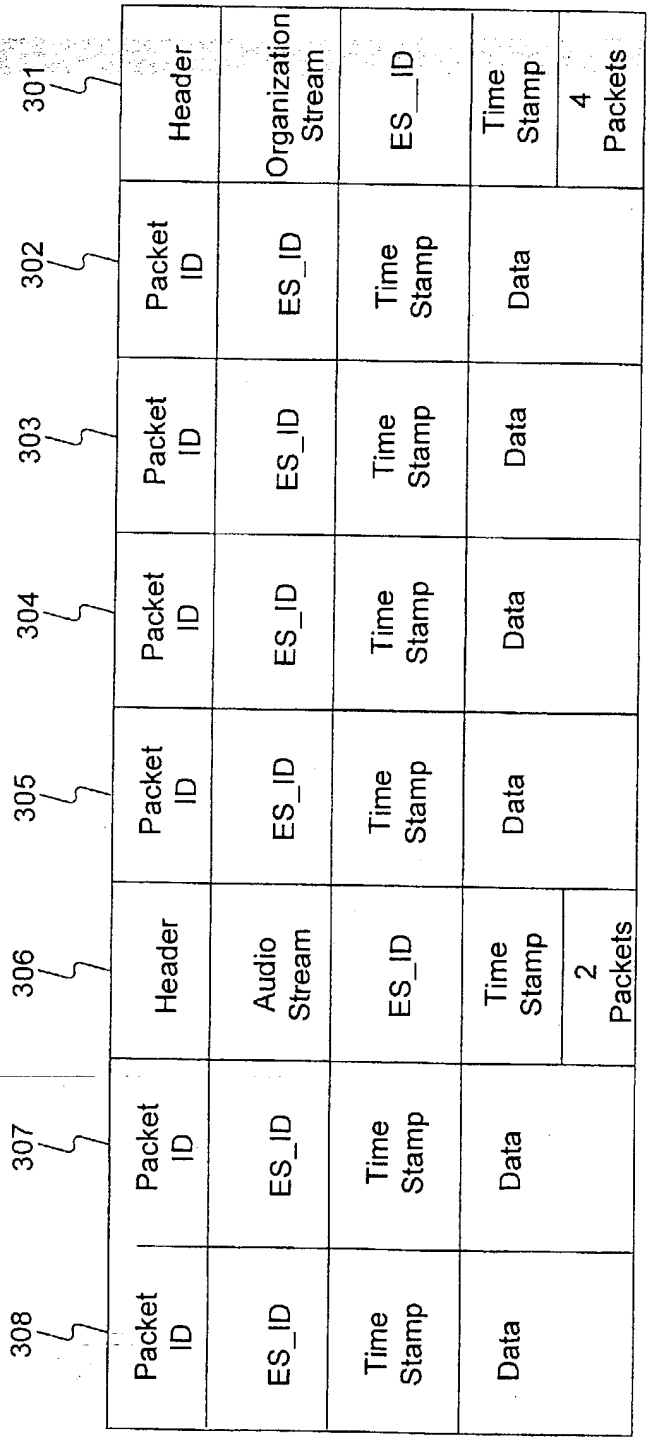 308
Packet
ID
ES_ID
Time
Stamp
Data
307
Packet
ID
ES_ID
Time
Stamp
Data
306
Header
Audio
Stream
ES_ID
Time
Stamp
2
Packets
305
Packet
ID
ES_ID
Time
Stamp
Data
304
Packet
ID
ES_ID
Time
Stamp
Data
303
Packet
ID
ES_ID
Time
Stamp
Data
302
Packet
ID
ES_ID
Time
Stamp
Data
301
Header
Organization
Stream
ES_ID
Time
Stamp
4
Packets